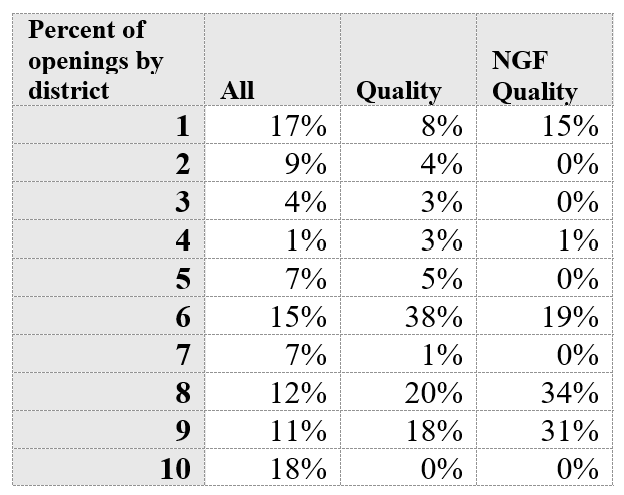 Percent of
openings by
district All Quality NGF
Quality
1 17% 8% 15%
2 9% 4% 0%
3 4% 3% 0%
4 1% 3% 1%
5 7% 5% 0%
6 15% 38% 19%
7 7% 1% 0%
8 12% 20% 34%
9 11% 18% 31%
10 18% 0% 0%